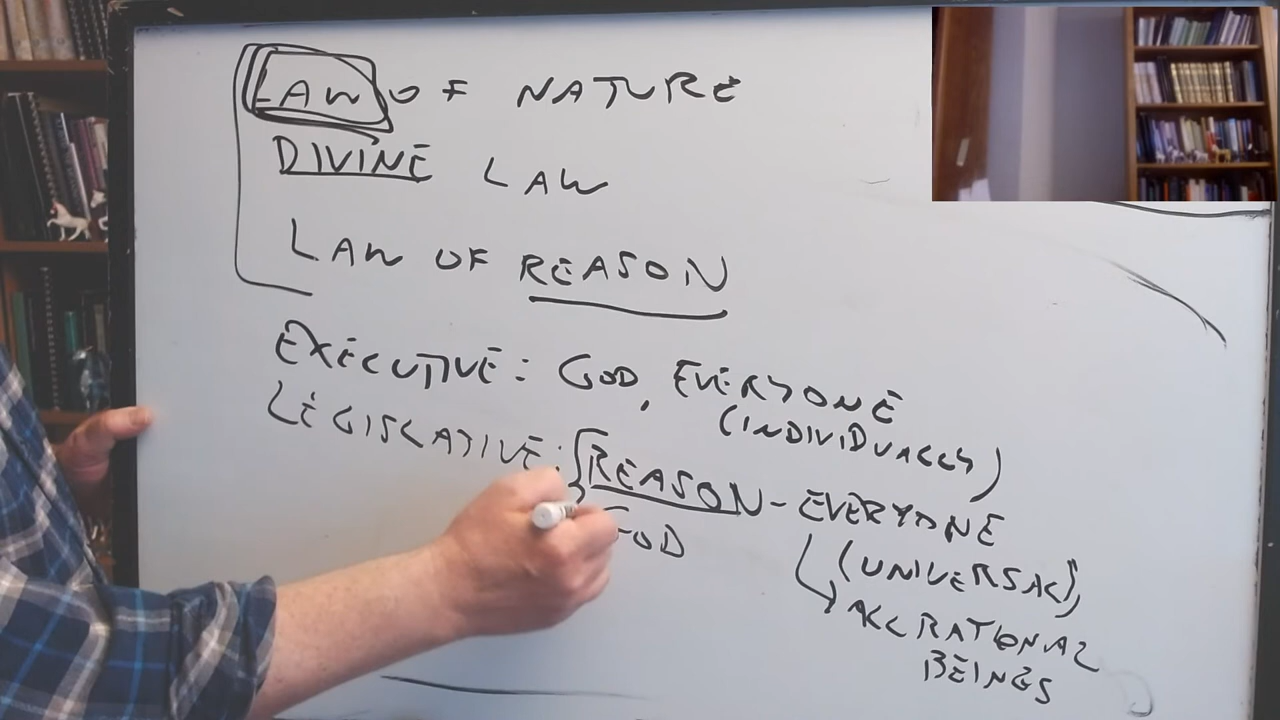 LAW OF NATURE
DIVINE LAW
LAW OF REASON
EXECUTIVE: GOD, EVERYONE
(INDIVIDUALLY)
LEGISLATIVE: REASON - EVERYONE
GOD
(UNIVERSAL)
ALL RATIONAL
BEINGS